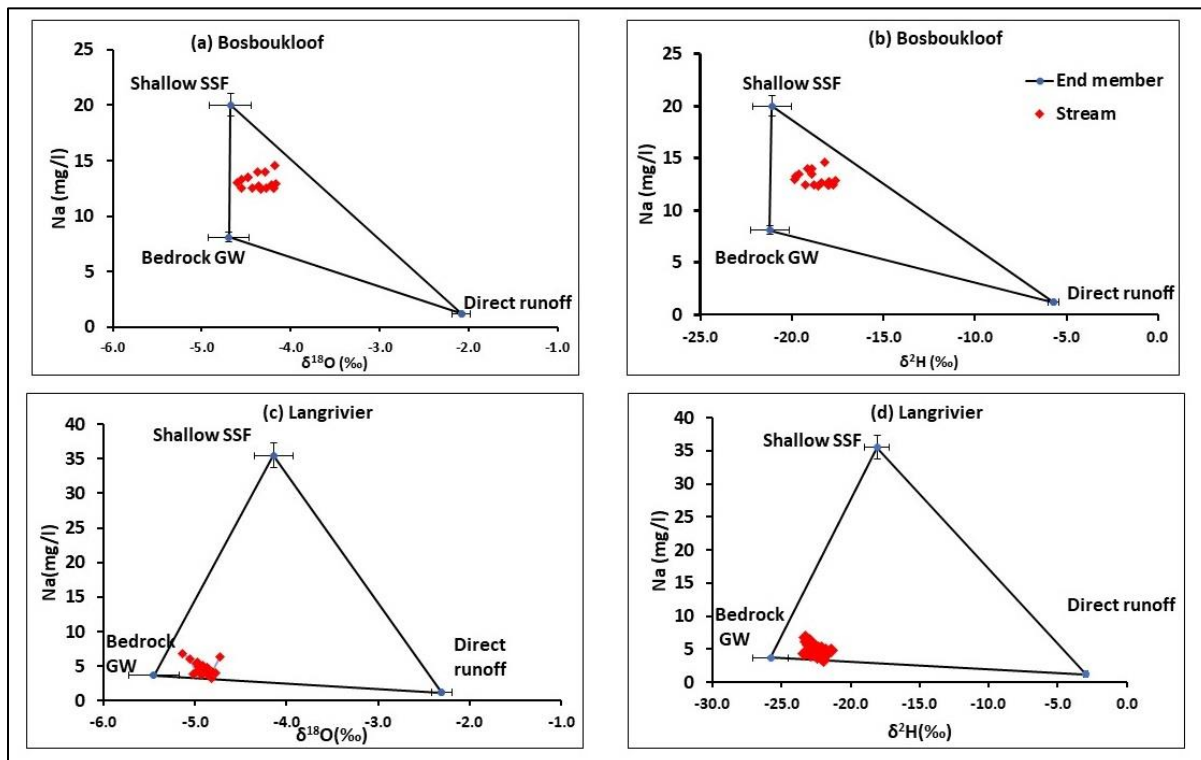 (a) Bosboukloof
25
Shallow SSF
20
15
10
Bedrock GW
5
Direct runoff
0
-6.0 -5.0 -4.0 -3.0 -2.0 -1.0
Na (mg/l)
δ¹⁸O (‰)
(b) Bosboukloof
25
Shallow SSF
End member
20
Stream
15
10
Bedrock GW
5
Direct runoff
0
-25.0 -20.0 -15.0 -10.0 -5.0 0.0
Na (mg/l)
δ²H (‰)
(c) Langrivier
40
Shallow SSF
35
30
25
20
15
10
Bedrock
GW
Direct
runoff
5
0
-6.0 -5.0 -4.0 -3.0 -2.0 -1.0
Na(mg/l)
δ¹⁸O(‰)
(d) Langrivier
40
Shallow SSF
35
30
25
20
15
Direct runoff
Bedrock
GW
10
5
0
-30.0 -25.0 -20.0 -15.0 -10.0 -5.0 0.0
Na (mg/l)
δ²H(‰)